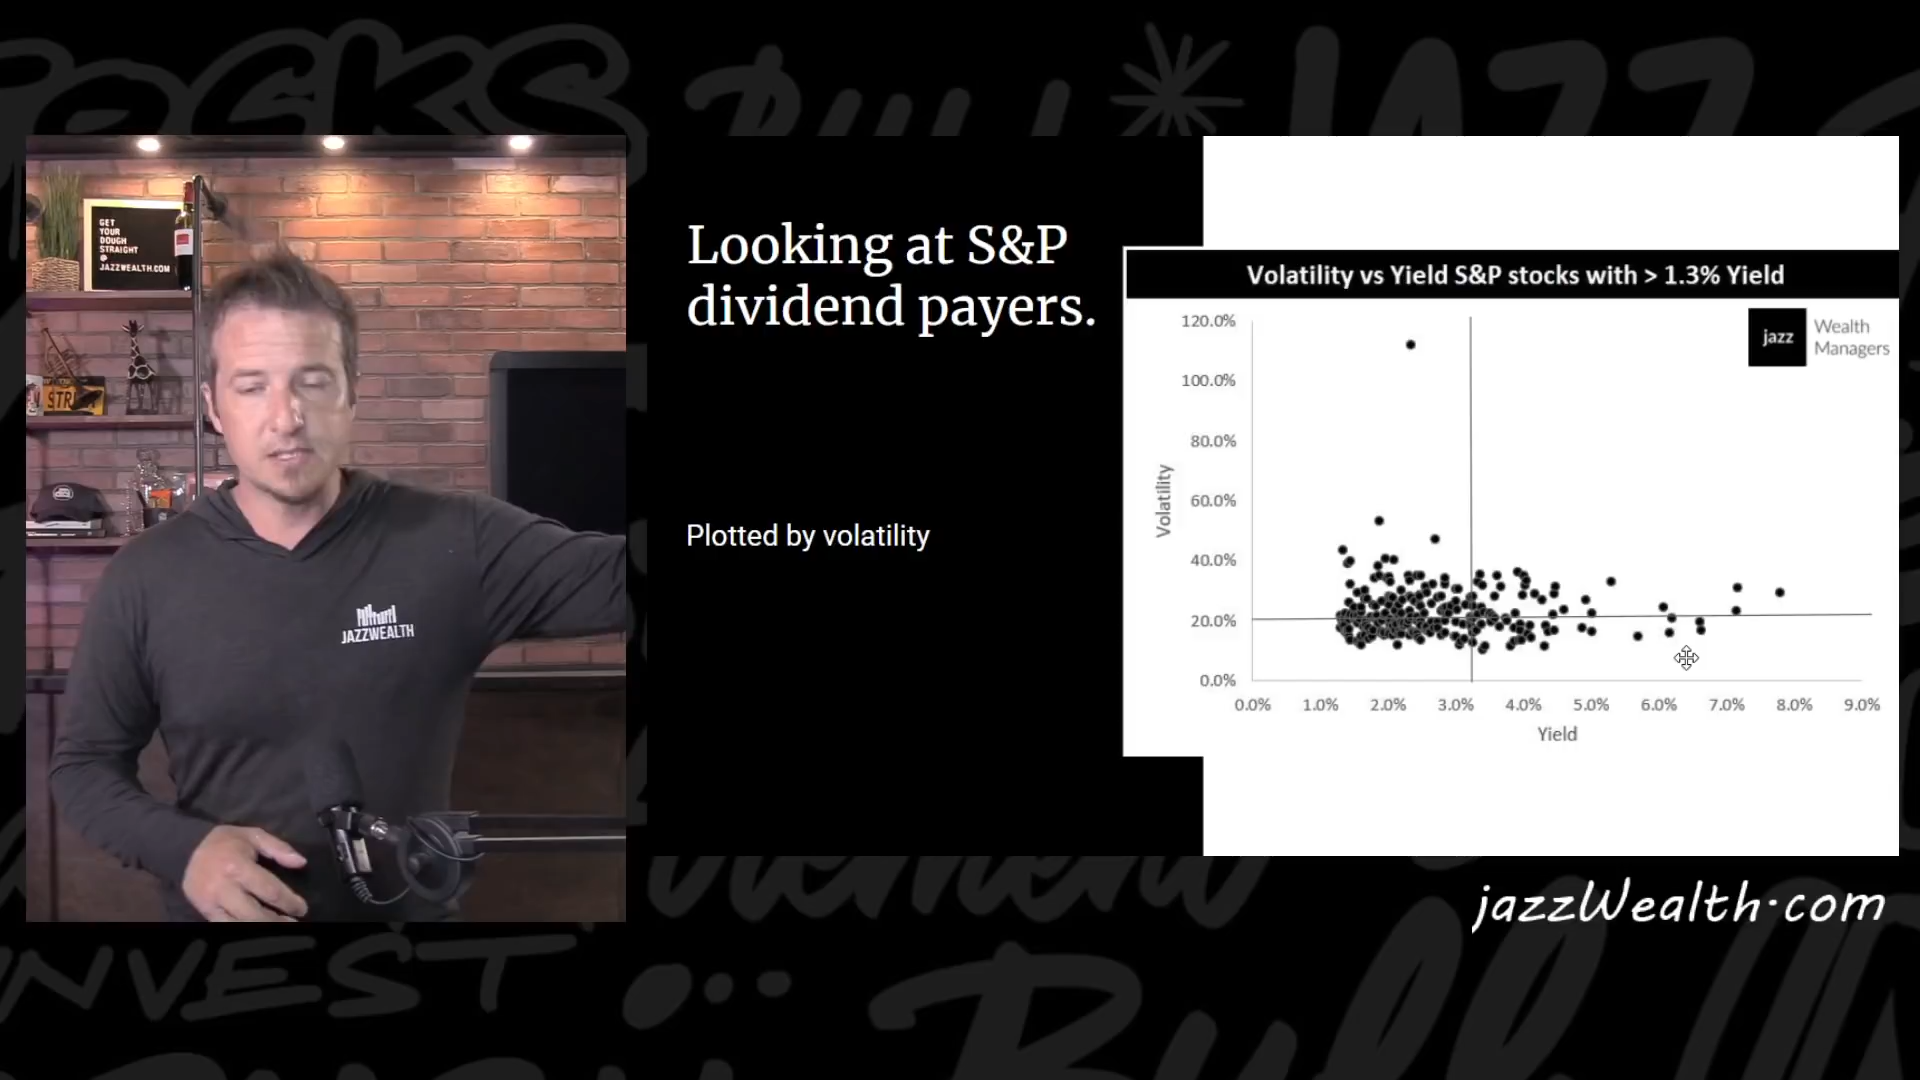 GET
YOUR
DOUGH
STRAIGHT
@
JAZZWEALTH.COM
JAZZWEALTH
Looking at S&P
dividend payers.
Plotted by volatility
Volatility vs Yield S&P stocks with > 1.3% Yield
jazz
Wealth
Managers
120.0%
100.0%
80.0%
60.0%
40.0%
20.0%
0.0%
Volatility
0.0% 1.0% 2.0% 3.0% 4.0% 5.0% 6.0% 7.0% 8.0% 9.0%
Yield
jazzWealth.com
INVEST
JAZZ
Bull